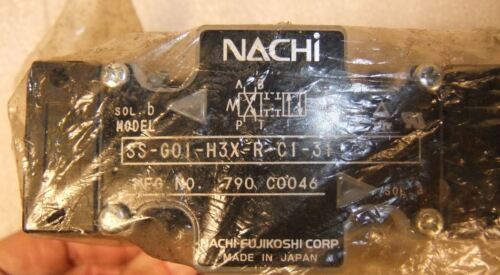 NACHi
A B
SOL.b
P T
MODEL
SS-G01-H3X-R-C1-31
MFG NO. 790 C0046
SOL.a
NACHI-FUJIKOSHI CORP.
MADE IN JAPAN